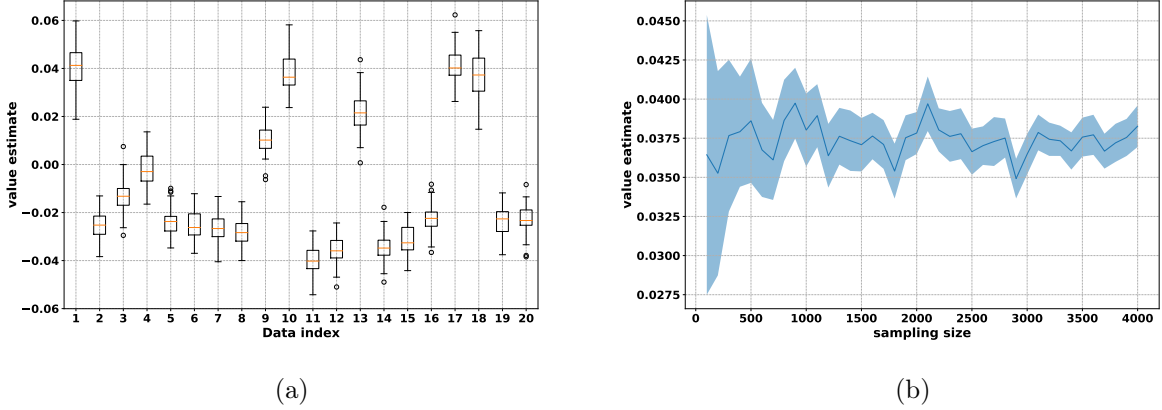 0.06
0.04
0.02
0.00
−0.02
−0.04
−0.06
value estimate
1 2 3 4 5 6 7 8 9 10 11 12 13 14 15 16 17 18 19 20
Data index
(a)
0.0450
0.0425
0.0400
0.0375
0.0350
0.0325
0.0300
0.0275
value eatimate
0 500 1000 1500 2000 2500 3000 3500 4000
sampling size
(b)